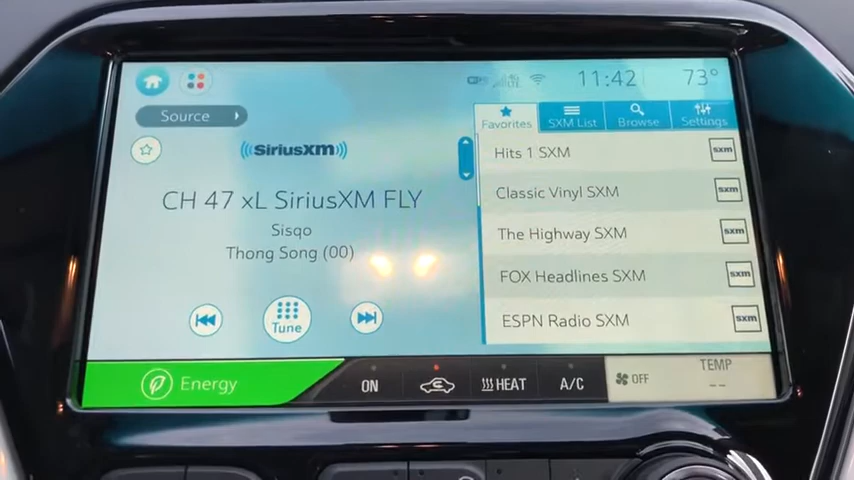 11:42 73°
Source
Favorites SXM List Browse Settings
((SiriusXM))
CH 47 xL SiriusXM FLY
Sisqo
Thong Song (00)
Tune
Hits 1 SXM sxm
Classic Vinyl SXM sxm
The Highway SXM sxm
FOX Headlines SXM sxm
ESPN Radio SXM sxm
Energy
ON HEAT A/C OFF TEMP
--